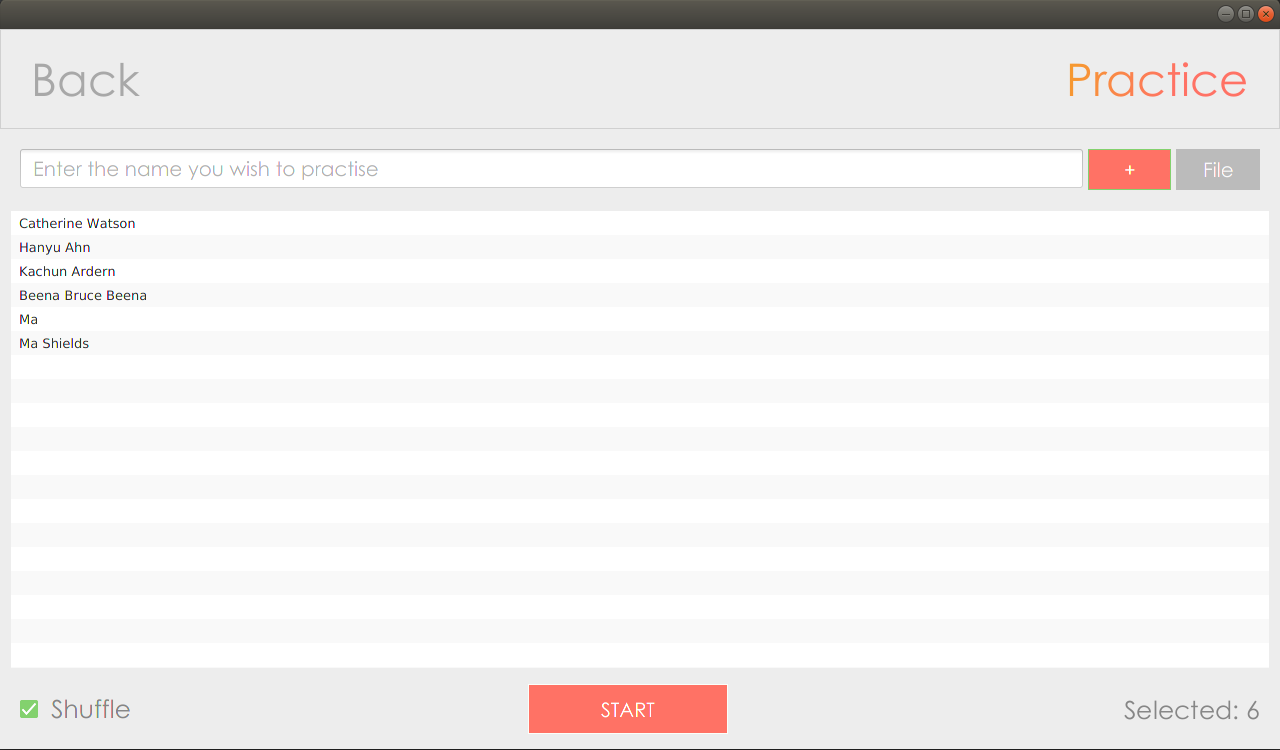 Back
Practice
Enter the name you wish to practise
+
File
Catherine Watson
Hanyu Ahn
Kachun Ardern
Beena Bruce Beena
Ma
Ma Shields
Shuffle
START
Selected: 6